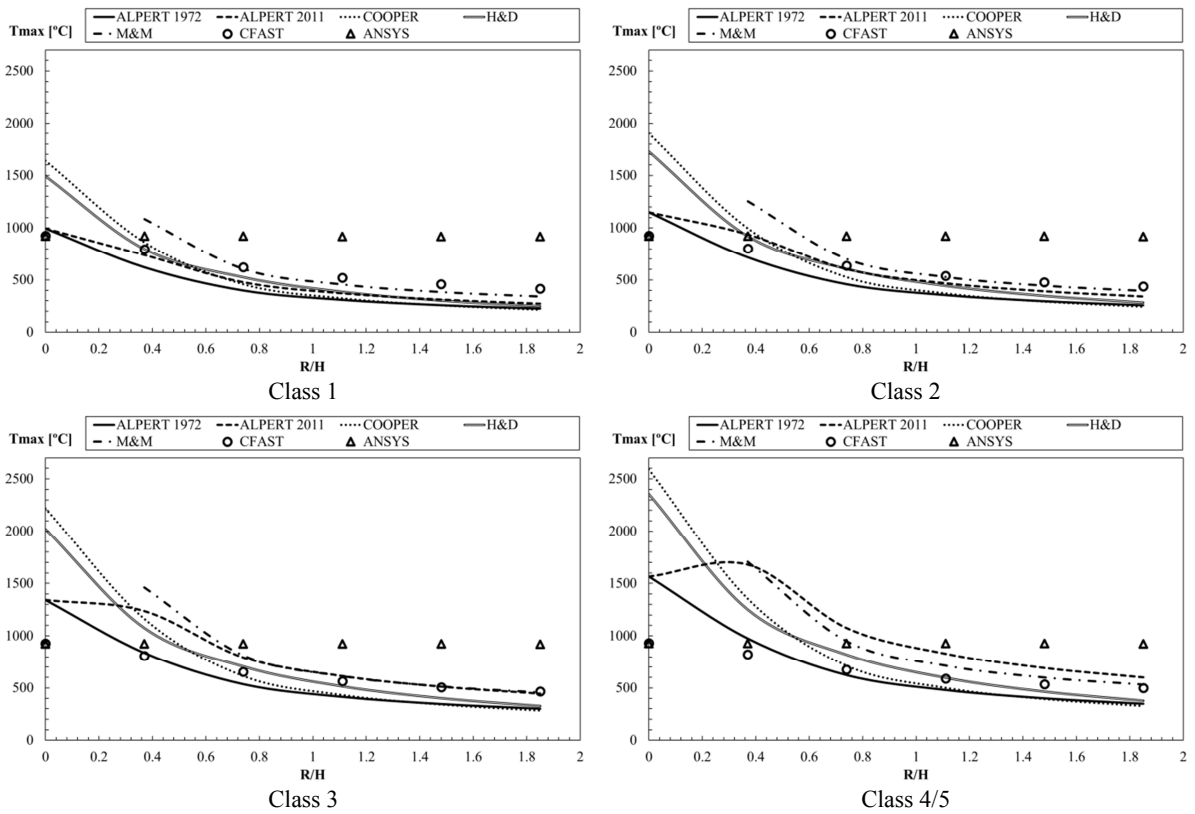 ALPERT 1972 ALPERT 2011 COOPER H&D
Tmax [ºC] M&M CFAST ANSYS
2500
2000
1500
1000
500
0
0 0.2 0.4 0.6 0.8 1 1.2 1.4 1.6 1.8 2
R/H
Class 1
ALPERT 1972 ALPERT 2011 COOPER H&D
Tmax [ºC] M&M CFAST ANSYS
2500
2000
1500
1000
500
0
0 0.2 0.4 0.6 0.8 1 1.2 1.4 1.6 1.8 2
R/H
Class 2
ALPERT 1972 ALPERT 2011 COOPER H&D
Tmax [ºC] M&M CFAST ANSYS
2500
2000
1500
1000
500
0
0 0.2 0.4 0.6 0.8 1 1.2 1.4 1.6 1.8 2
R/H
Class 3
ALPERT 1972 ALPERT 2011 COOPER H&D
Tmax [ºC] M&M CFAST ANSYS
2500
2000
1500
1000
500
0
0 0.2 0.4 0.6 0.8 1 1.2 1.4 1.6 1.8 2
R/H
Class 4/5